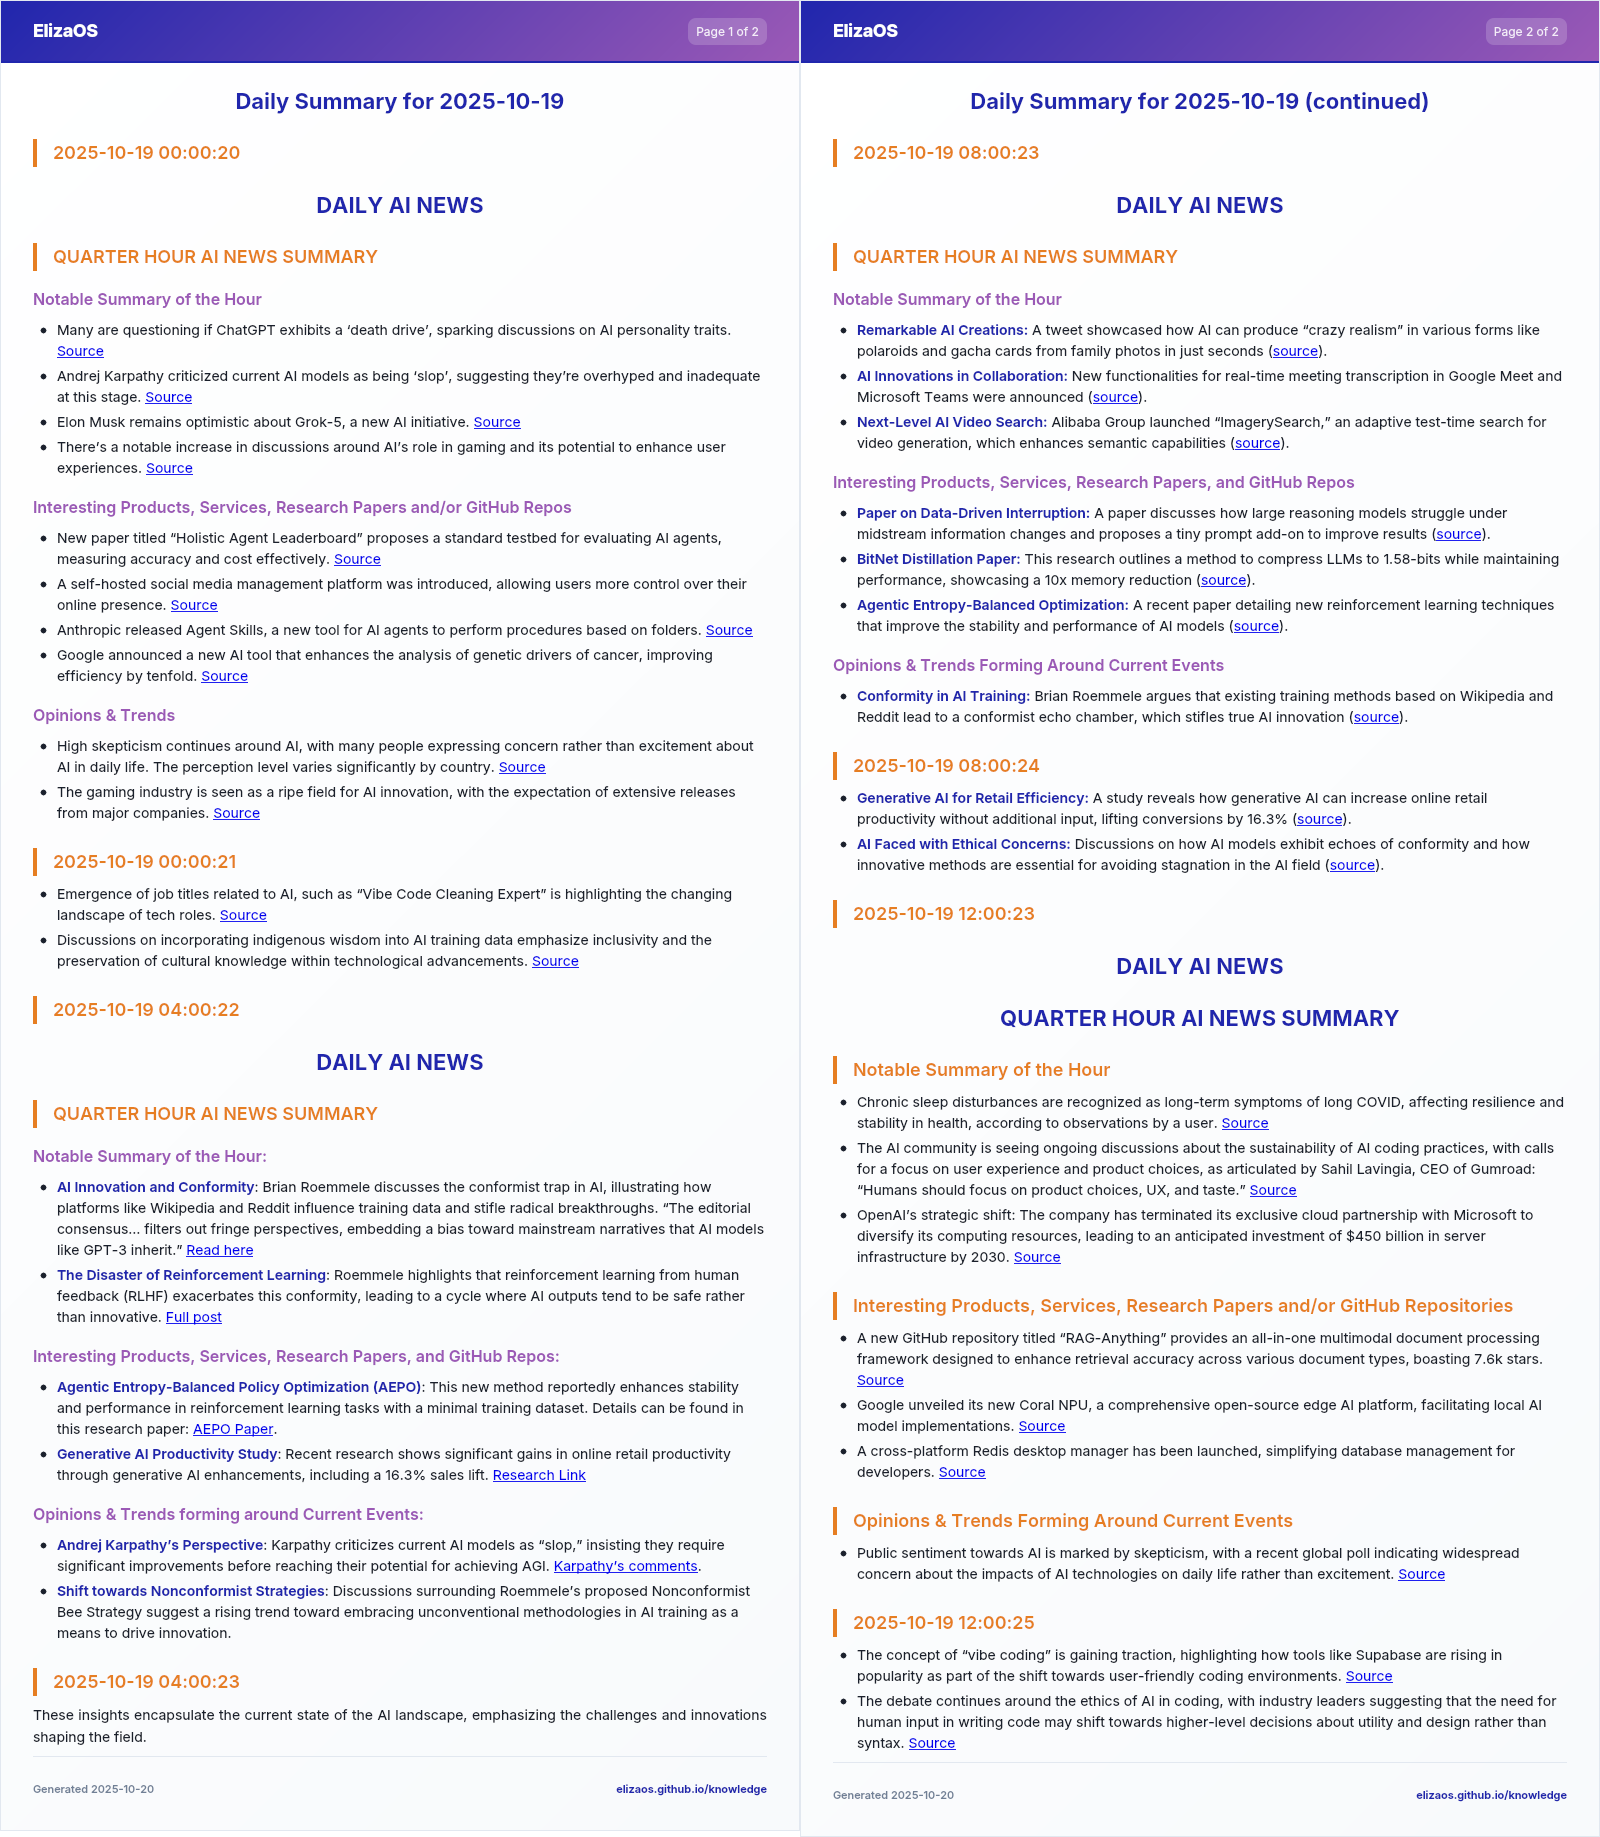 ElizaOS
Page 1 of 2
Daily Summary for 2025-10-19
2025-10-19 00:00:20
DAILY AI NEWS
QUARTER HOUR AI NEWS SUMMARY
Notable Summary of the Hour
• Many are questioning if ChatGPT exhibits a ‘death drive’, sparking discussions on AI personality traits.
Source
• Andrej Karpathy criticized current AI models as being ‘slop’, suggesting they’re overhyped and inadequate
at this stage. Source
• Elon Musk remains optimistic about Grok-5, a new AI initiative. Source
• There’s a notable increase in discussions around AI’s role in gaming and its potential to enhance user
experiences. Source
Interesting Products, Services, Research Papers and/or GitHub Repos
• New paper titled “Holistic Agent Leaderboard” proposes a standard testbed for evaluating AI agents,
measuring accuracy and cost effectively. Source
• A self-hosted social media management platform was introduced, allowing users more control over their
online presence. Source
• Anthropic released Agent Skills, a new tool for AI agents to perform procedures based on folders. Source
• Google announced a new AI tool that enhances the analysis of genetic drivers of cancer, improving
efficiency by tenfold. Source
Opinions & Trends
• High skepticism continues around AI, with many people expressing concern rather than excitement about
AI in daily life. The perception level varies significantly by country. Source
• The gaming industry is seen as a ripe field for AI innovation, with the expectation of extensive releases
from major companies. Source
2025-10-19 00:00:21
• Emergence of job titles related to AI, such as “Vibe Code Cleaning Expert” is highlighting the changing
landscape of tech roles. Source
• Discussions on incorporating indigenous wisdom into AI training data emphasize inclusivity and the
preservation of cultural knowledge within technological advancements. Source
2025-10-19 04:00:22
DAILY AI NEWS
QUARTER HOUR AI NEWS SUMMARY
Notable Summary of the Hour:
• AI Innovation and Conformity: Brian Roemmele discusses the conformist trap in AI, illustrating how
platforms like Wikipedia and Reddit influence training data and stifle radical breakthroughs. “The editorial
consensus… filters out fringe perspectives, embedding a bias toward mainstream narratives that AI models
like GPT-3 inherit.” Read here
• The Disaster of Reinforcement Learning: Roemmele highlights that reinforcement learning from human
feedback (RLHF) exacerbates this conformity, leading to a cycle where AI outputs tend to be safe rather
than innovative. Full post
Interesting Products, Services, Research Papers, and GitHub Repos:
• Agentic Entropy-Balanced Policy Optimization (AEPO): This new method reportedly enhances stability
and performance in reinforcement learning tasks with a minimal training dataset. Details can be found in
this research paper: AEPO Paper.
• Generative AI Productivity Study: Recent research shows significant gains in online retail productivity
through generative AI enhancements, including a 16.3% sales lift. Research Link
Opinions & Trends forming around Current Events:
• Andrej Karpathy’s Perspective: Karpathy criticizes current AI models as “slop,” insisting they require
significant improvements before reaching their potential for achieving AGI. Karpathy’s comments.
• Shift towards Nonconformist Strategies: Discussions surrounding Roemmele’s proposed Nonconformist
Bee Strategy suggest a rising trend toward embracing unconventional methodologies in AI training as a
means to drive innovation.
2025-10-19 04:00:23
These insights encapsulate the current state of the AI landscape, emphasizing the challenges and innovations
shaping the field.
Generated 2025-10-20
elizaos.github.io/knowledge
ElizaOS
Page 2 of 2
Daily Summary for 2025-10-19 (continued)
2025-10-19 08:00:23
DAILY AI NEWS
QUARTER HOUR AI NEWS SUMMARY
Notable Summary of the Hour
• Remarkable AI Creations: A tweet showcased how AI can produce “crazy realism” in various forms like
polaroids and gacha cards from family photos in just seconds (source).
• AI Innovations in Collaboration: New functionalities for real-time meeting transcription in Google Meet and
Microsoft Teams were announced (source).
• Next-Level AI Video Search: Alibaba Group launched “ImagerySearch,” an adaptive test-time search for
video generation, which enhances semantic capabilities (source).
Interesting Products, Services, Research Papers, and GitHub Repos
• Paper on Data-Driven Interruption: A paper discusses how large reasoning models struggle under
midstream information changes and proposes a tiny prompt add-on to improve results (source).
• BitNet Distillation Paper: This research outlines a method to compress LLMs to 1.58-bits while maintaining
performance, showcasing a 10x memory reduction (source).
• Agentic Entropy-Balanced Optimization: A recent paper detailing new reinforcement learning techniques
that improve the stability and performance of AI models (source).
Opinions & Trends Forming Around Current Events
• Conformity in AI Training: Brian Roemmele argues that existing training methods based on Wikipedia and
Reddit lead to a conformist echo chamber, which stifles true AI innovation (source).
2025-10-19 08:00:24
• Generative AI for Retail Efficiency: A study reveals how generative AI can increase online retail
productivity without additional input, lifting conversions by 16.3% (source).
• AI Faced with Ethical Concerns: Discussions on how AI models exhibit echoes of conformity and how
innovative methods are essential for avoiding stagnation in the AI field (source).
2025-10-19 12:00:23
DAILY AI NEWS
QUARTER HOUR AI NEWS SUMMARY
Notable Summary of the Hour
• Chronic sleep disturbances are recognized as long-term symptoms of long COVID, affecting resilience and
stability in health, according to observations by a user. Source
• The AI community is seeing ongoing discussions about the sustainability of AI coding practices, with calls
for a focus on user experience and product choices, as articulated by Sahil Lavingia, CEO of Gumroad:
“Humans should focus on product choices, UX, and taste.” Source
• OpenAI’s strategic shift: The company has terminated its exclusive cloud partnership with Microsoft to
diversify its computing resources, leading to an anticipated investment of $450 billion in server
infrastructure by 2030. Source
Interesting Products, Services, Research Papers and/or GitHub Repositories
• A new GitHub repository titled “RAG-Anything” provides an all-in-one multimodal document processing
framework designed to enhance retrieval accuracy across various document types, boasting 7.6k stars.
Source
• Google unveiled its new Coral NPU, a comprehensive open-source edge AI platform, facilitating local AI
model implementations. Source
• A cross-platform Redis desktop manager has been launched, simplifying database management for
developers. Source
Opinions & Trends Forming Around Current Events
• Public sentiment towards AI is marked by skepticism, with a recent global poll indicating widespread
concern about the impacts of AI technologies on daily life rather than excitement. Source
2025-10-19 12:00:25
• The concept of “vibe coding” is gaining traction, highlighting how tools like Supabase are rising in
popularity as part of the shift towards user-friendly coding environments. Source
• The debate continues around the ethics of AI in coding, with industry leaders suggesting that the need for
human input in writing code may shift towards higher-level decisions about utility and design rather than
syntax. Source
Generated 2025-10-20
elizaos.github.io/knowledge